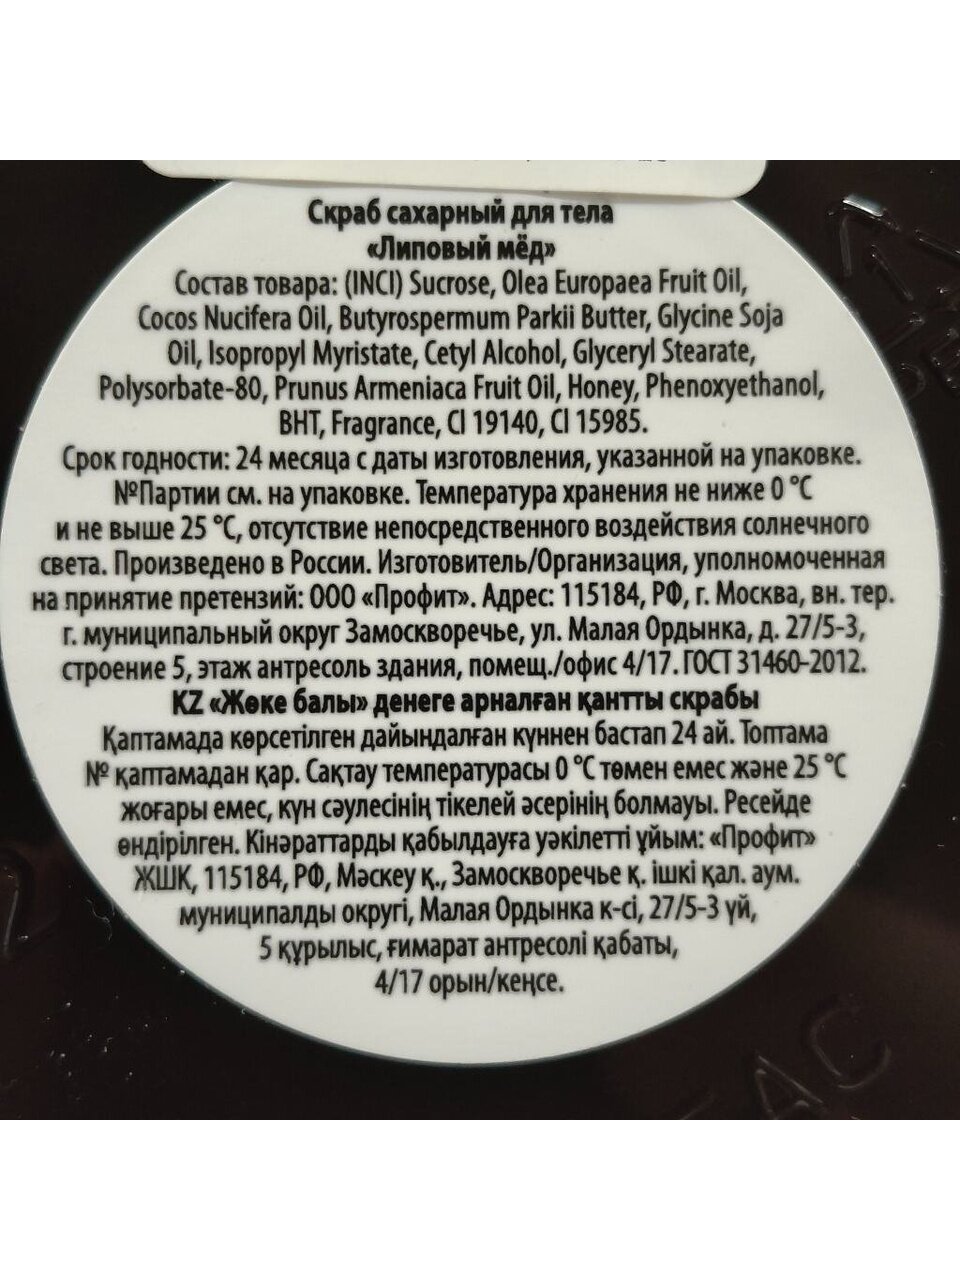 Скраб сахарный для тела
«Липовый мёд»
Состав товара: (INCI) Sucrose, Olea Europaea Fruit Oil,
Cocos Nucifera Oil, Butyrospermum Parkii Butter, Glycine Soja
Oil, Isopropyl Myristate, Cetyl Alcohol, Glyceryl Stearate,
Polysorbate-80, Prunus Armeniaca Fruit Oil, Honey, Phenoxyethanol,
BHT, Fragrance, CI 19140, CI 15985.
Срок годности: 24 месяца с даты изготовления, указанной на упаковке.
№Партии см. на упаковке. Температура хранения не ниже 0 °C
и не выше 25 °C, отсутствие непосредственного воздействия солнечного
света. Произведено в России. Изготовитель/Организация, уполномоченная
на принятие претензий: ООО «Профит». Адрес: 115184, РФ, г. Москва, вн. тер.
г. муниципальный округ Замоскворечье, ул. Малая Ордынка, д. 27/5-3,
строение 5, этаж антресоль здания, помещ./офис 4/17. ГОСТ 31460-2012.
KZ «Жөке балы» денеге арналған қантты скрабы
Қаптамада көрсетілген дайындалған күннен бастап 24 ай. Топтама
№ қаптамадан қар. Сақтау температурасы 0 °C төмен емес және 25 °C
жоғары емес, күн сәулесінің тікелей әсерінің болмауы. Ресейде
өндірілген. Кінәраттарды қабылдауға уәкілетті ұйым: «Профит»
ЖШК, 115184, РФ, Мәскеу қ., Замоскворечье қ. ішкі қал. аум.
муниципалды округі, Малая Ордынка к-сі, 27/5-3 үй,
5 құрылыс, ғимарат антресолі қабаты,
4/17 орын/кеңсе.